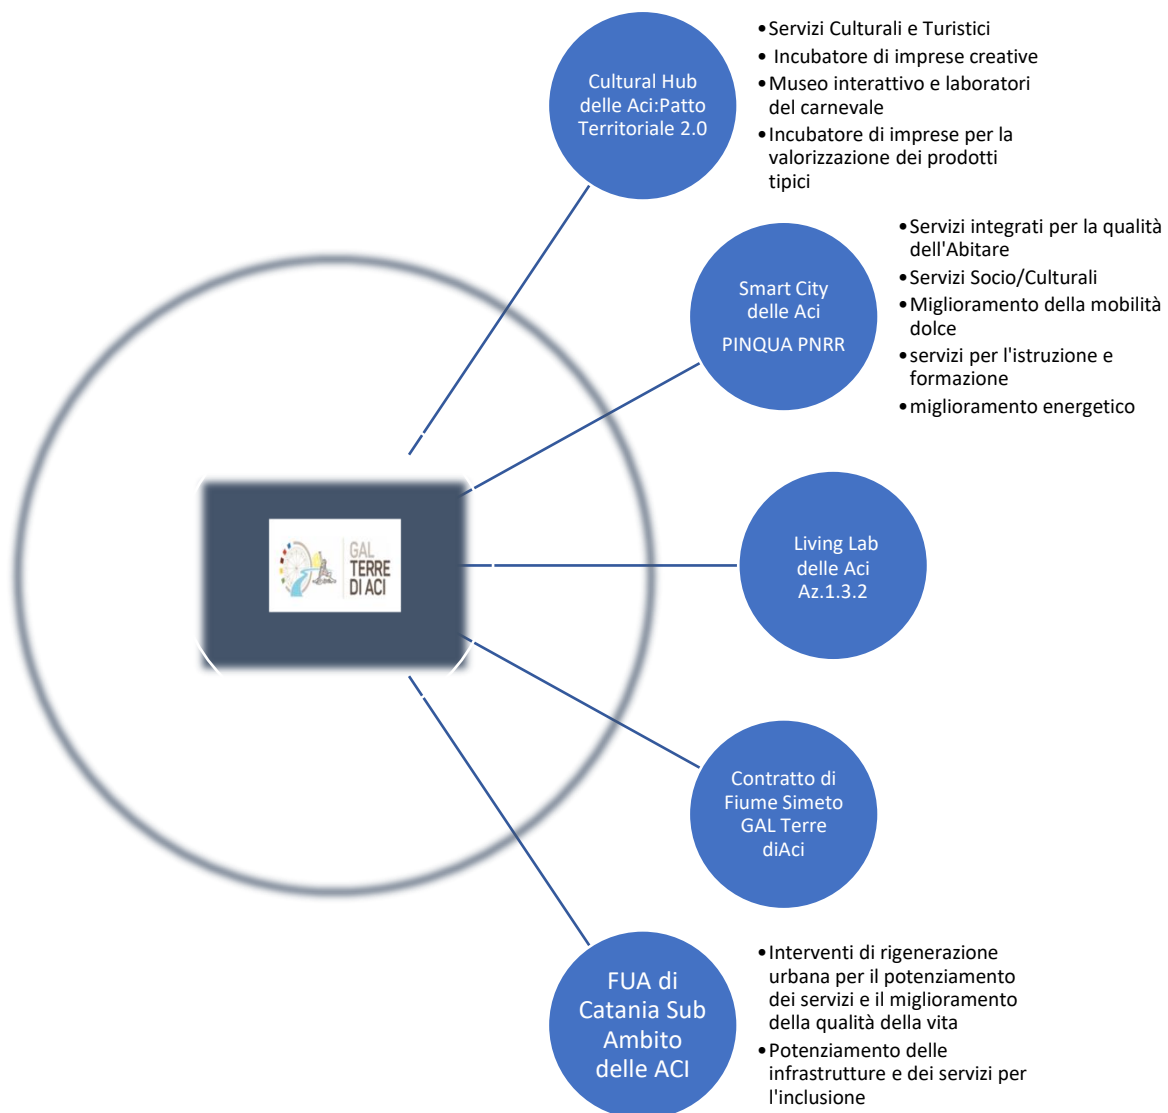 Cultural Hub
delle Aci:Patto
Territoriale 2.0
•Servizi Culturali e Turistici
• Incubatore di imprese creative
•Museo interattivo e laboratori
del carnevale
•Incubatore di imprese per la
valorizzazione dei prodotti
tipici
Smart City
delle Aci
PINQUA PNRR
•Servizi integrati per la qualità
dell'Abitare
•Servizi Socio/Culturali
•Miglioramento della mobilità
dolce
•servizi per l'istruzione e
formazione
•miglioramento energetico
GAL
TERRE
DI ACI
Living Lab
delle Aci
Az.1.3.2
Contratto di
Fiume Simeto
GAL Terre
diAci
FUA di
Catania Sub
Ambito
delle ACI
•Interventi di rigenerazione
urbana per il potenziamento
dei servizi e il miglioramento
della qualità della vita
•Potenziamento delle
infrastrutture e dei servizi per
l'inclusione